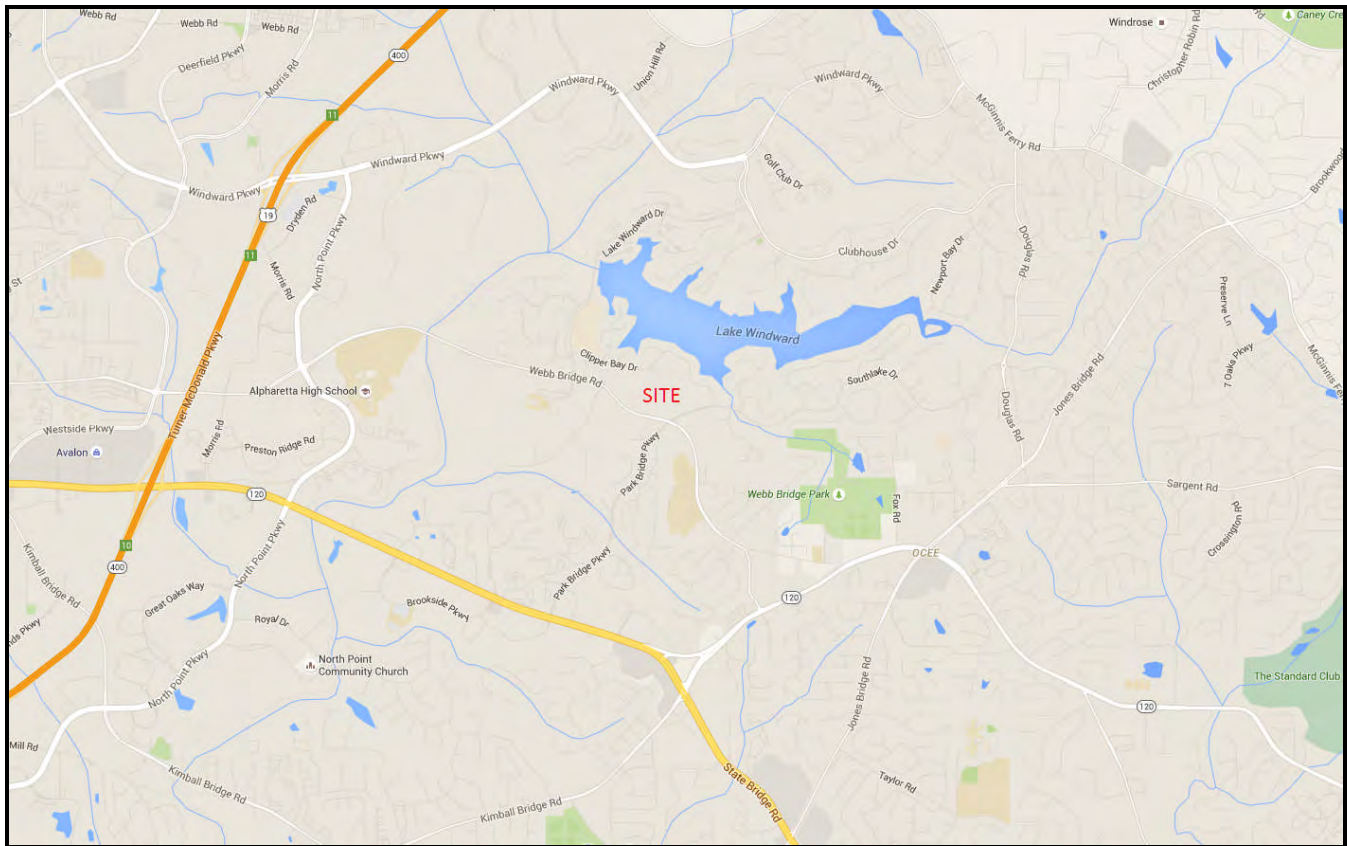 Webb Rd
Webb Rd
Webb Rd
Windrose
Caney Cre
Rd
Christopher Robin Rd
Deerfield Pkwy
Morris Rd
400
Union Hill Rd
Windward Pkwy
Windward Pkwy
McGinnis Ferry Rd
11
Windward Pkwy
Golf Club Dr
Brookwood
Windward Pkwy
19
Dryden Rd
North Point Pkwy
Lake Windward Dr
Clubhouse Dr
Newport Bay Dr
Douglas Rd
11
Morris Rd
St
Preserve Ln
Lake Windward
Turner McDonald Pkwy
Clipper Bay Dr
Webb Bridge Rd
Southlake Dr
Jones Bridge Rd
7 Oaks Pkwy
McGinnis Fer
Alpharetta High School
SITE
Douglas Rd
Westside Pkwy
Avalon
Morris Rd
Preston Ridge Rd
Park Bridge Pkwy
120
Webb Bridge Park
Fox Rd
Sargent Rd
Crossington Rd
10
North Point Pkwy
OCEE
Kimball Bridge Rd
400
Great Oaks Way
Park Bridge Pkwy
Brookside Pkwy
120
nds Pkwy
Royal Dr
North Point
Community Church
North Point Pkwy
Jones Bridge Rd
The Standard Club
120
Mill Rd
Kimball Bridge Rd
State Bridge Rd
Taylor Rd
Kimball Bridge Rd